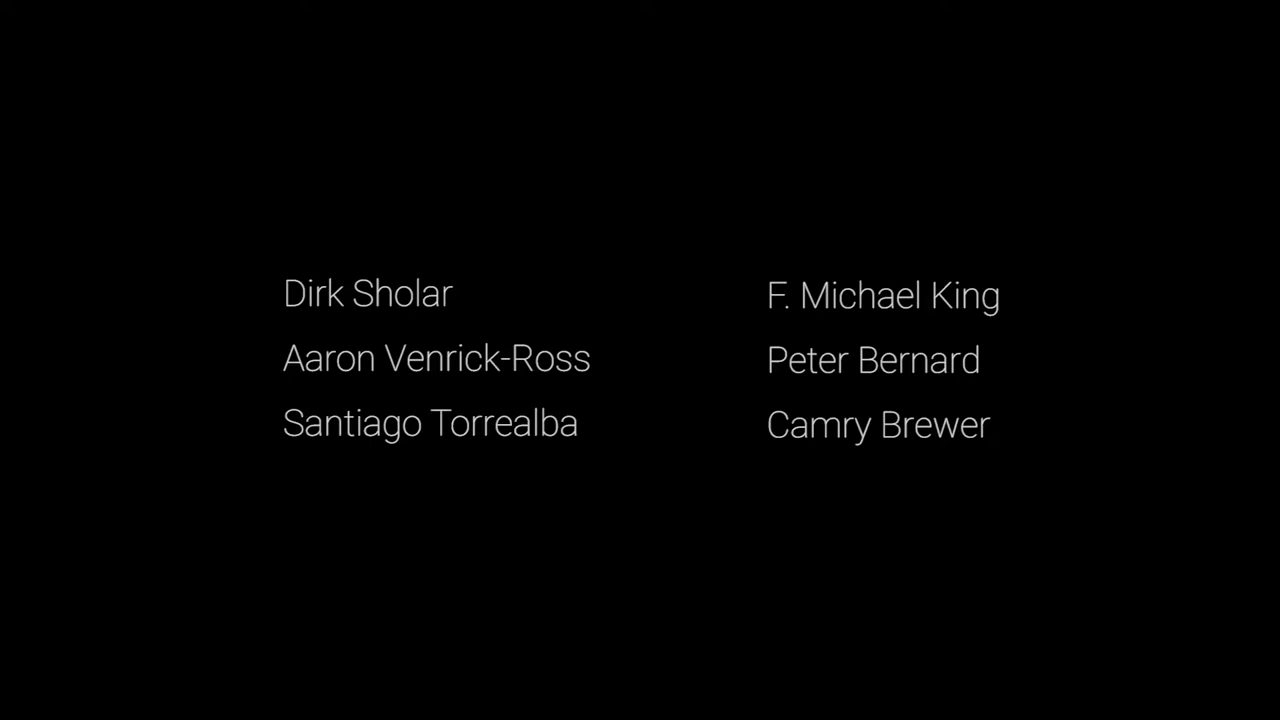 Dirk Sholar
Aaron Venrick-Ross
Santiago Torrealba
F. Michael King
Peter Bernard
Camry Brewer